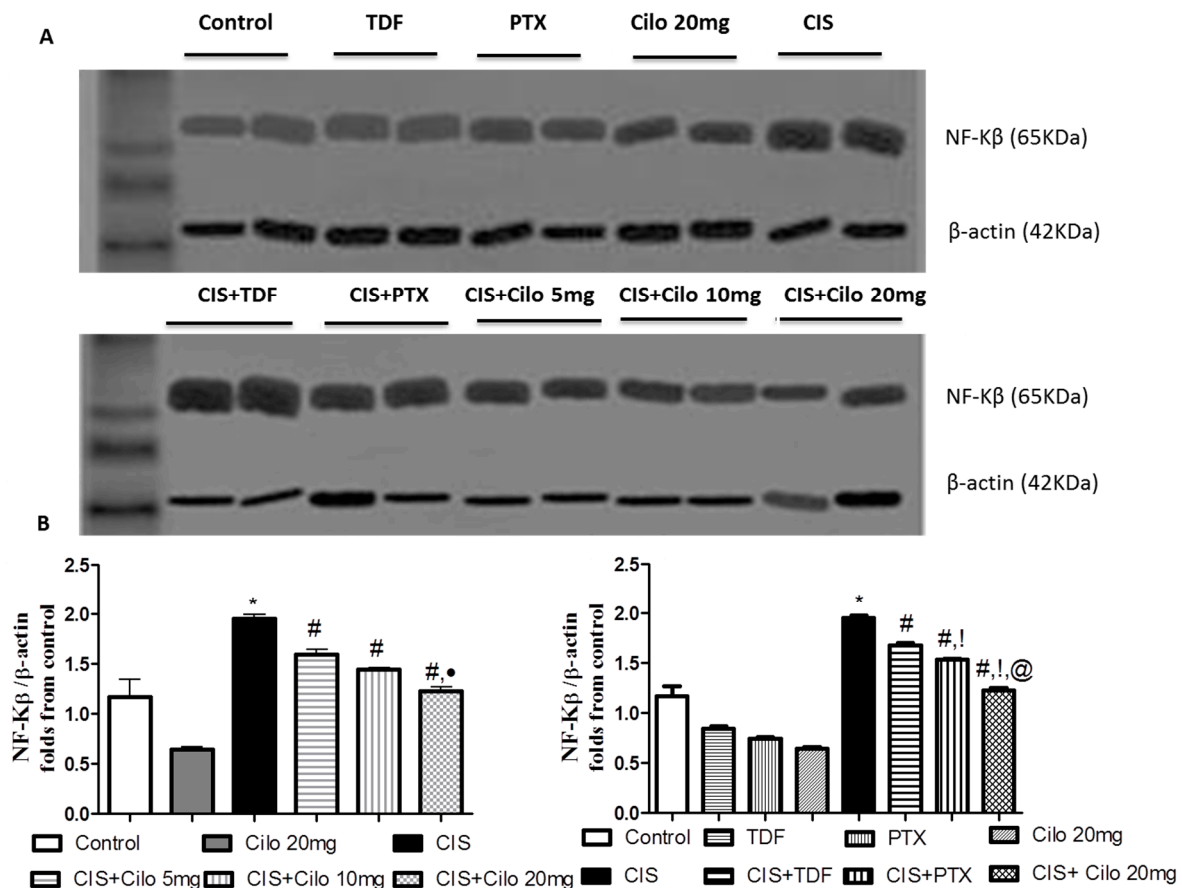 A
Control TDF PTX Cilo 20mg CIS
NF-Kβ (65KDa)
β-actin (42KDa)
CIS+TDF CIS+PTX CIS+Cilo 5mg CIS+Cilo 10mg CIS+Cilo 20mg
NF-Kβ (65KDa)
β-actin (42KDa)
B
NF-Kβ /β-actin
folds from control
2.5
2.0
1.5
1.0
0.5
0.0
*
#
#
#,•
Control Cilo 20mg CIS
CIS+Cilo 5mg CIS+Cilo 10mg CIS+Cilo 20mg
NF-Kβ /β-actin
folds from control
2.5
2.0
1.5
1.0
0.5
0.0
*
#
#,!
#,!,@
Control TDF PTX Cilo 20mg
CIS CIS+TDF CIS+PTX CIS+ Cilo 20mg